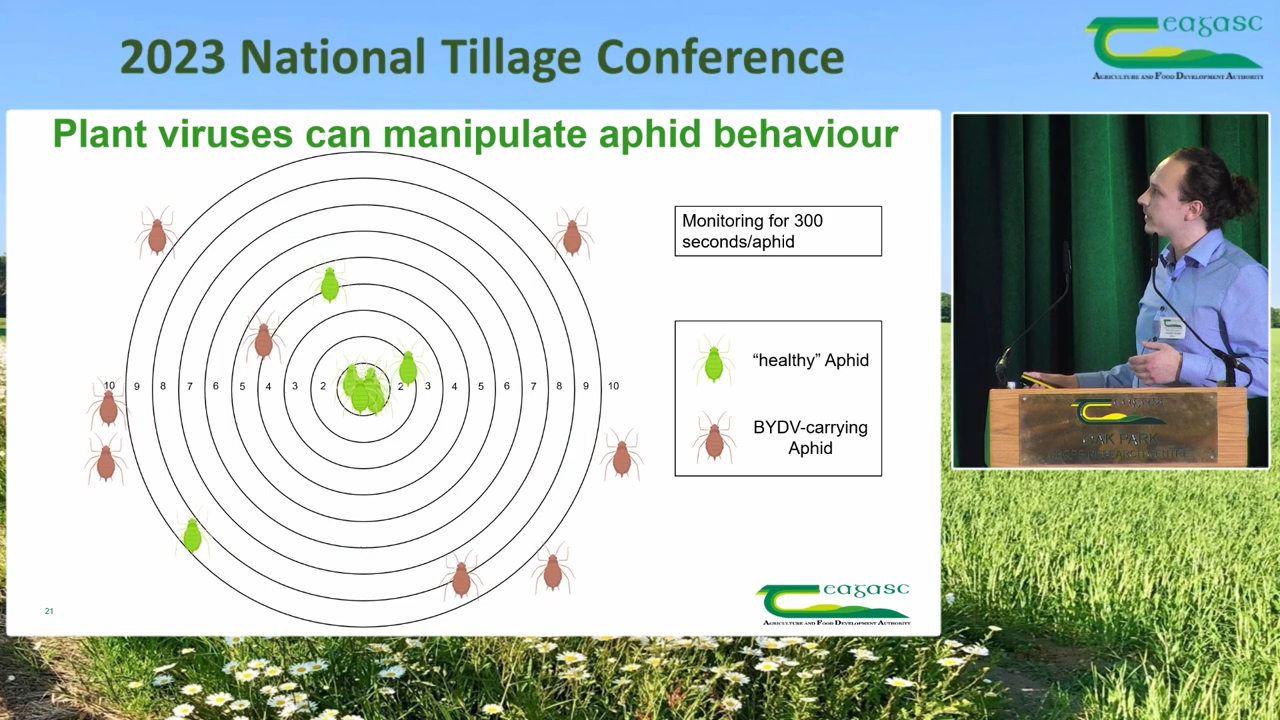 2023 National Tillage Conference
eagasc
AGRICULTURE AND FOOD DEVELOPMENT AUTHORITY
Plant viruses can manipulate aphid behaviour
Monitoring for 300
seconds/aphid
10 9 8 7 6 5 4 3 2 2 3 4 5 6 7 8 9 10
"healthy" Aphid
BYDV-carrying
Aphid
OAK PARK
21
eagasc
AGRICULTURE AND FOOD DEVELOPMENT AUTHORITY